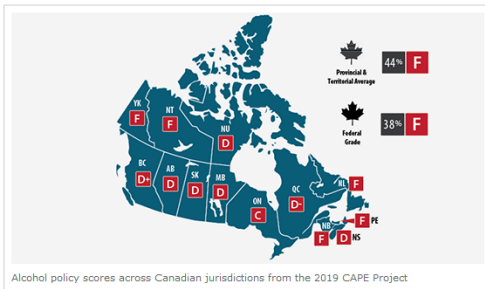 44% F
Provincial &
Territorial Average
38% F
Federal
Grade
YK
F
NT
F
NU
D
BC
D+
AB
D
SK
D
MB
D
ON
C
QC
D-
NL
F
NB
F
F PE
D NS
Alcohol policy scores across Canadian jurisdictions from the 2019 CAPE Project